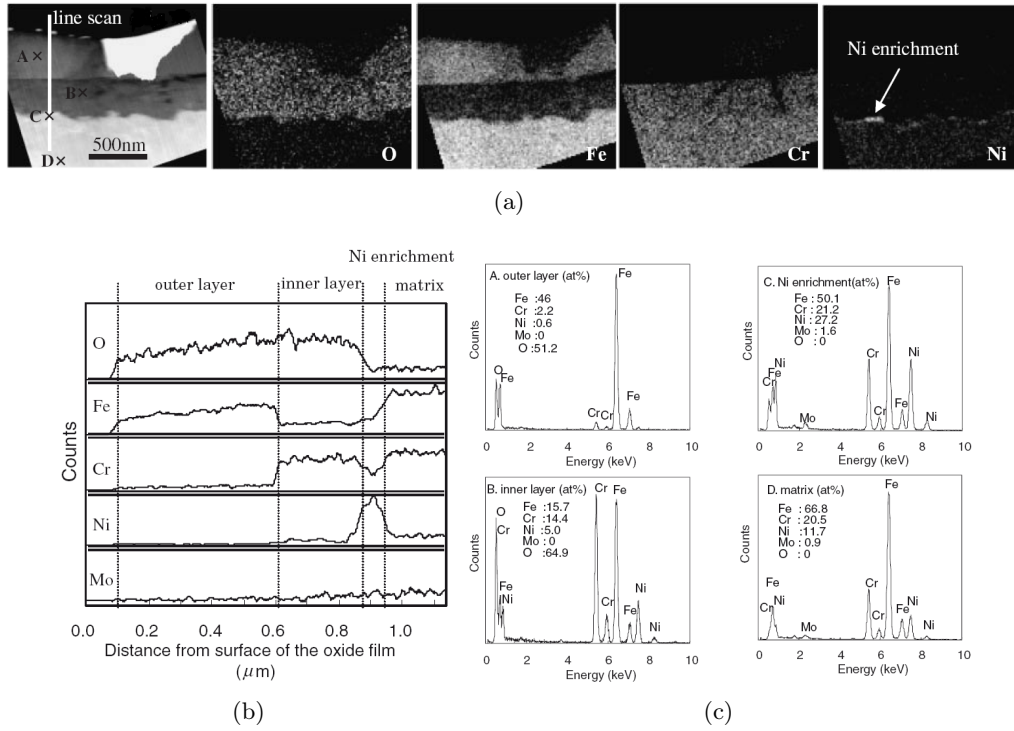 line scan
A×
B×
C×
D×
500nm
O
Fe
Cr
Ni enrichment
Ni
(a)
Ni enrichment
outer layer
inner layer
matrix
O
Fe
Cr
Ni
Mo
Counts
0.0 0.2 0.4 0.6 0.8 1.0
Distance from surface of the oxide film
(μm)
(b)
A. outer layer (at%)
Fe :46
Cr :2.2
Ni :0.6
Mo :0
O :51.2
Fe
O
Fe
Cr
Cr
Fe
Counts
0 2 4 6 8 10
Energy (keV)
C. Ni enrichment(at%)
Fe : 50.1
Cr : 21.2
Ni : 27.2
Mo : 1.6
O : 0
Fe
Ni
Fe
Cr
Mo
Cr
Cr
Fe
Ni
Ni
Counts
0 2 4 6 8 10
Energy (keV)
B. inner layer (at%)
Fe :15.7
Cr :14.4
Ni :5.0
Mo :0
O :64.9
O
Cr
Fe
Ni
Cr
Fe
Cr
Fe
Ni
Ni
Counts
0 2 4 6 8 10
Energy (keV)
D. matrix (at%)
Fe : 66.8
Cr : 20.5
Ni : 11.7
Mo : 0.9
O : 0
Fe
Fe
Cr
Ni
Mo
Cr
Cr
Fe
Ni
Ni
Counts
0 2 4 6 8 10
Energy (keV)
(c)